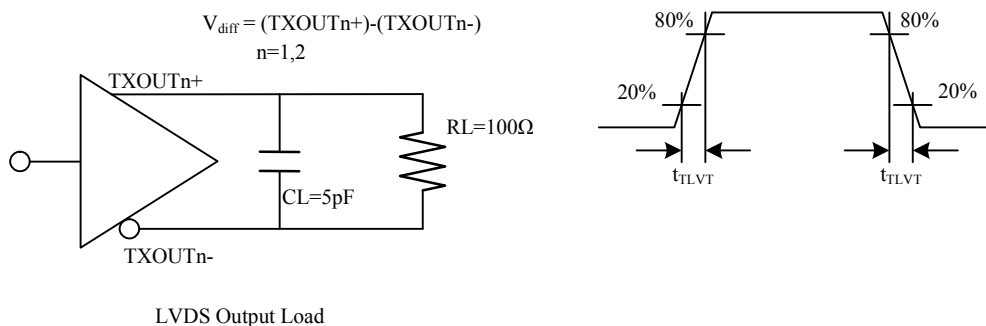 V_diff = (TXOUTn+)-(TXOUTn-)
n=1,2
TXOUTn+
RL=100Ω
CL=5pF
TXOUTn-
LVDS Output Load
80% 80%
20% 20%
t_TLVT t_TLVT